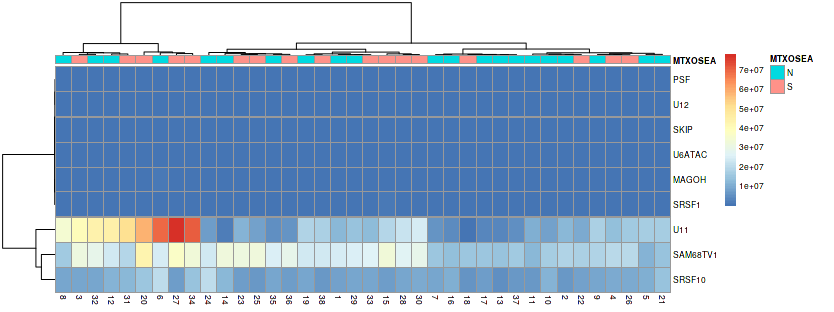 MTXOSEA
PSF
U12
SKIP
U6ATAC
MAGOH
SRSF1
U11
SAM68TV1
SRSF10
8 3 32 12 31 20 6 27 34 24 14 23 25 35 36 19 38 1 29 33 15 28 30 7 16 18 17 13 37 11 10 2 22 9 4 26 5 21
7e+07
6e+07
5e+07
4e+07
3e+07
2e+07
1e+07
MTXOSEA
N
S